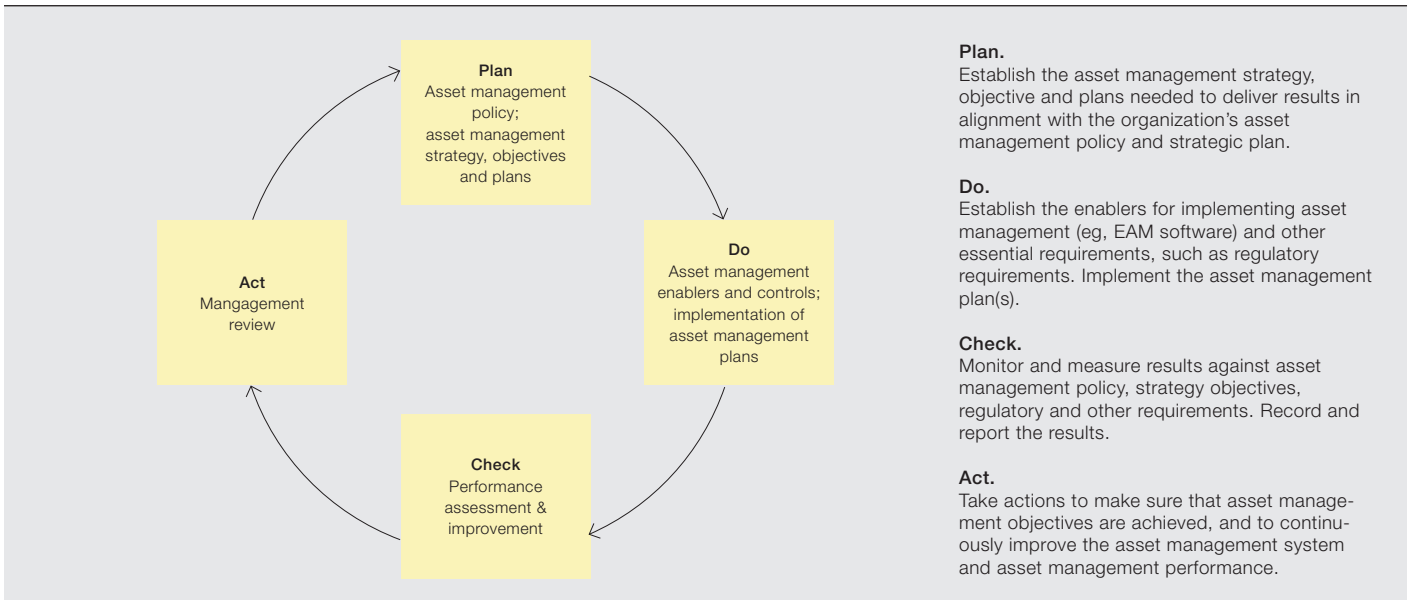 Plan
Asset management
policy;
asset management
strategy, objectives
and plans
Do
Asset management
enablers and controls;
implementation of
asset management
plans
Check
Performance
assessment &
improvement
Act
Mangagement
review
Plan.
Establish the asset management strategy,
objective and plans needed to deliver results in
alignment with the organization's asset
management policy and strategic plan.
Do.
Establish the enablers for implementing asset
management (eg, EAM software) and other
essential requirements, such as regulatory
requirements. Implement the asset management
plan(s).
Check.
Monitor and measure results against asset
management policy, strategy objectives,
regulatory and other requirements. Record and
report the results.
Act.
Take actions to make sure that asset manage-
ment objectives are achieved, and to continu-
ously improve the asset management system
and asset management performance.